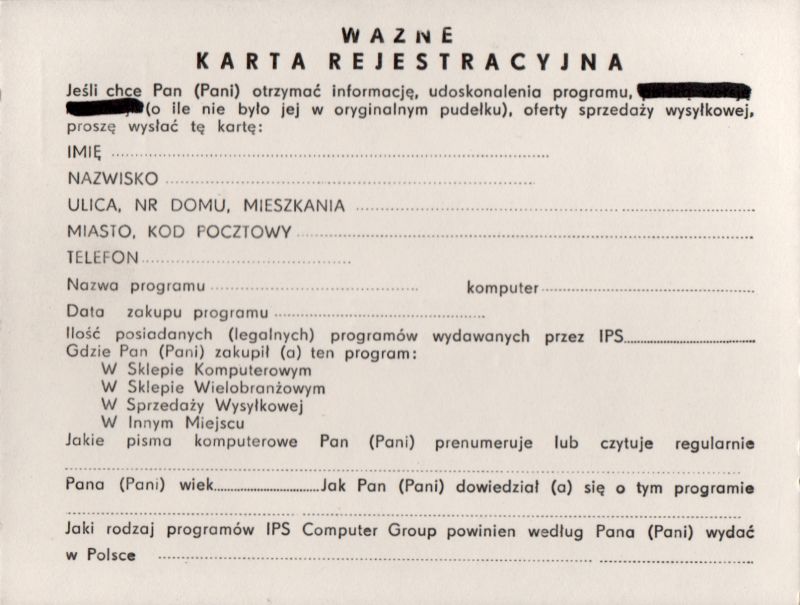 WAZNE
KARTA REJESTRACYJNA
Jeśli chce Pan (Pani) otrzymać informację, udoskonalenia programu,
(o ile nie było jej w oryginalnym pudełku), oferty sprzedaży wysyłkowej,
proszę wysłać tę kartę:
IMIĘ
NAZWISKO
ULICA, NR DOMU, MIESZKANIA
MIASTO, KOD POCZTOWY
TELEFON
Nazwa programu komputer
Data zakupu programu
Ilość posiadanych (legalnych) programów wydawanych przez IPS
Gdzie Pan (Pani) zakupił (a) ten program:
W Sklepie Komputerowym
W Sklepie Wielobranżowym
W Sprzedaży Wysyłkowej
W Innym Miejscu
Jakie pisma komputerowe Pan (Pani) prenumeruje lub czytuje regularnie
Pana (Pani) wiek Jak Pan (Pani) dowiedział (a) się o tym programie
Jaki rodzaj programów IPS Computer Group powinien według Pana (Pani) wydać
w Polsce